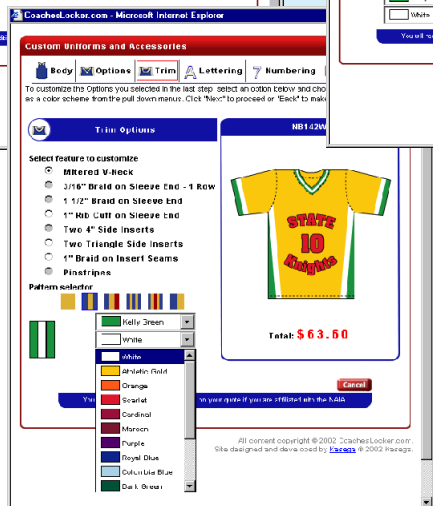 CoachesLocker.com - Microsoft Internet Explorer
White
Custom Uniforms and Accessories
Body
Options
Trim
Lettering
Numbering
To customize the Options you selected in the last step, select an option below and
as a color scheme from the pull down menus. Click "Next" to proceed or "Back" to
Trim Options
NB142W
Select feature to customize
Mitered V-Neck
3/16" Braid on Sleeve End - 1 Row
1 1/2" Braid on Sleeve End
1" Rib Cuff on Sleeve End
Two 4" Side Inserts
Two Triangle Side Inserts
1" Braid on Insert Seams
Pinstripes
Pattern selector
STATE
10
Knights
Kelly Green
White
Total: $63.60
White
Athletic Gold
Orange
Scarlet
Cardinal
Maroon
Purple
Royal Blue
Columbia Blue
Dark Green
Cancel
on your quote if you are affiliated with the NAIA.
All content copyright © 2002 CoachesLocker.com.
Site designed and developed by Kasega © 2002 Kasega.